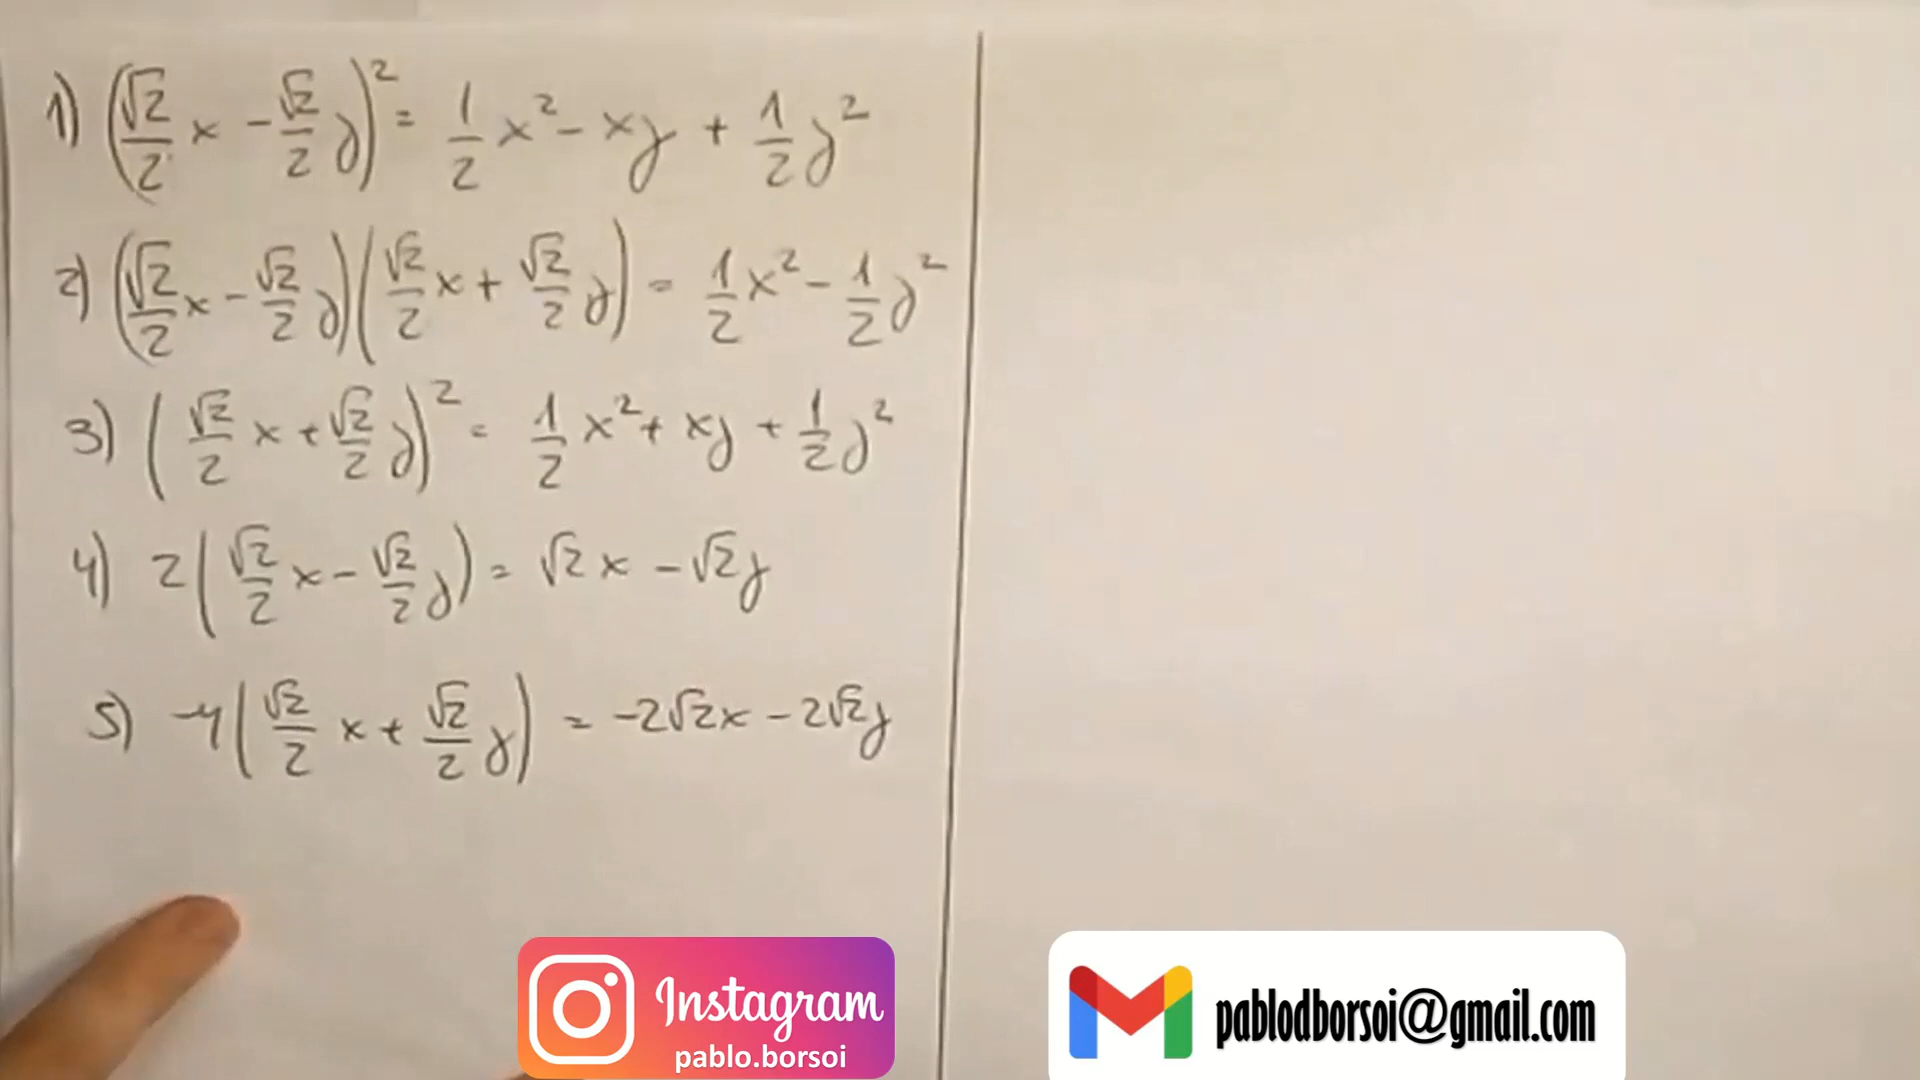 1) (√2/2 x - √2/2 y)² = 1/2 x² - xy + 1/2 y²
2) (√2/2 x - √2/2 y)(√2/2 x + √2/2 y) = 1/2 x² - 1/2 y²
3) (√2/2 x + √2/2 y)² = 1/2 x² + xy + 1/2 y²
4) 2(√2/2 x - √2/2 y) = √2 x - √2 y
5) -4(√2/2 x + √2/2 y) = -2√2x - 2√2y
Instagram
pablo.borsoi
pablodborsoi@gmail.com